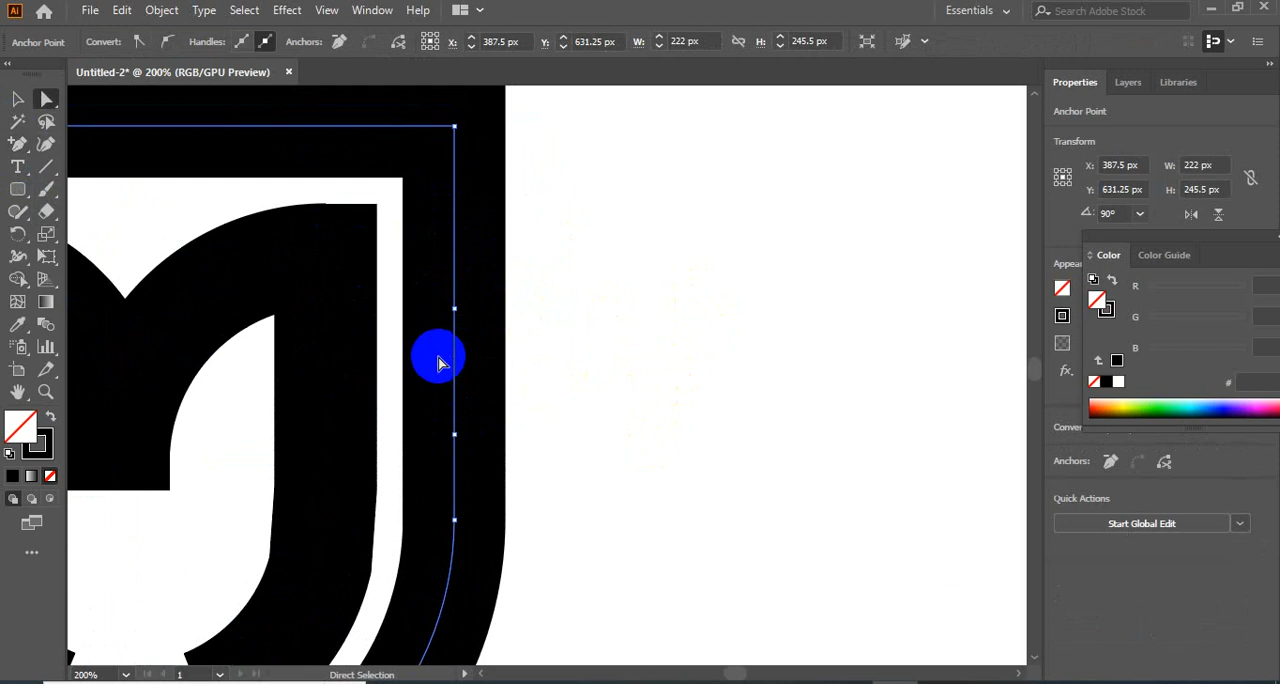 Ai File Edit Object Type Select Effect View Window Help Essentials Search Adobe Stock
Anchor Point Convert: Handles: Anchors: X: 387.5 px Y: 631.25 px W: 222 px H: 245.5 px
Untitled-2* @ 200% (RGB/GPU Preview) ×
Properties Layers Libraries
Anchor Point
Transform
X: 387.5 px W: 222 px
Y: 631.25 px H: 245.5 px
90°
Color Color Guide
Appea
R
G
B
fx
#
Conve
Anchors:
Quick Actions
Start Global Edit
200% 1 Direct Selection